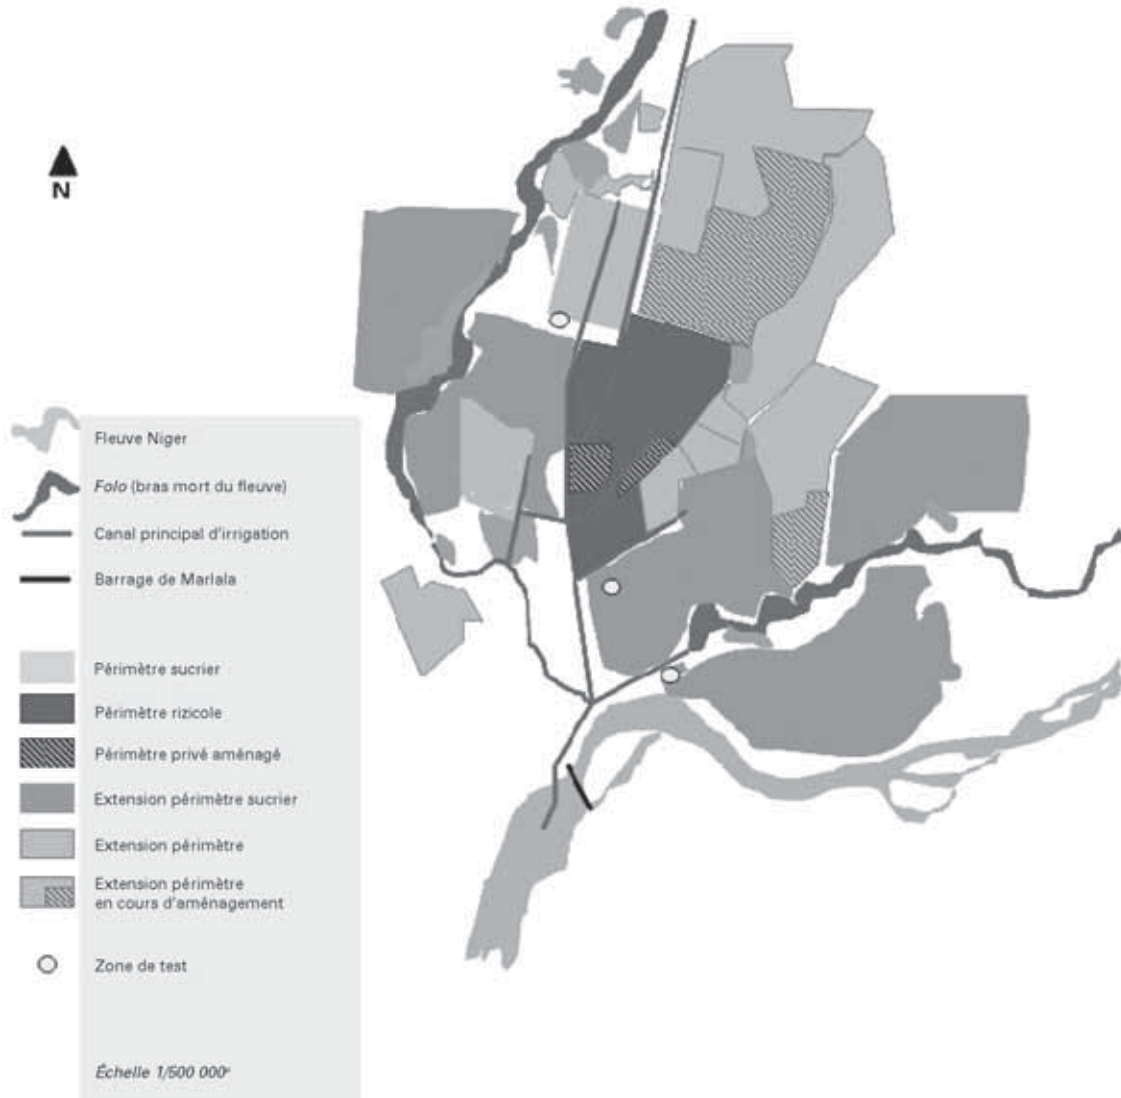 N
Fleuve Niger
Folo (bras mort du fleuve)
Canal principal d'irrigation
Barrage de Marlala
Périmètre sucrier
Périmètre rizicole
Périmètre privé aménagé
Extension périmètre sucrier
Extension périmètre
Extension périmètre
en cours d'aménagement
Zone de test
Échelle 1/500 000e